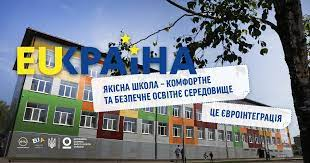 EUКРАЇНА
ЯКІСНА ШКОЛА – КОМФОРТНЕ
ТА БЕЗПЕЧНЕ ОСВІТНЄ СЕРЕДОВИЩЕ
ЦЕ ЄВРОІНТЕГРАЦІЯ